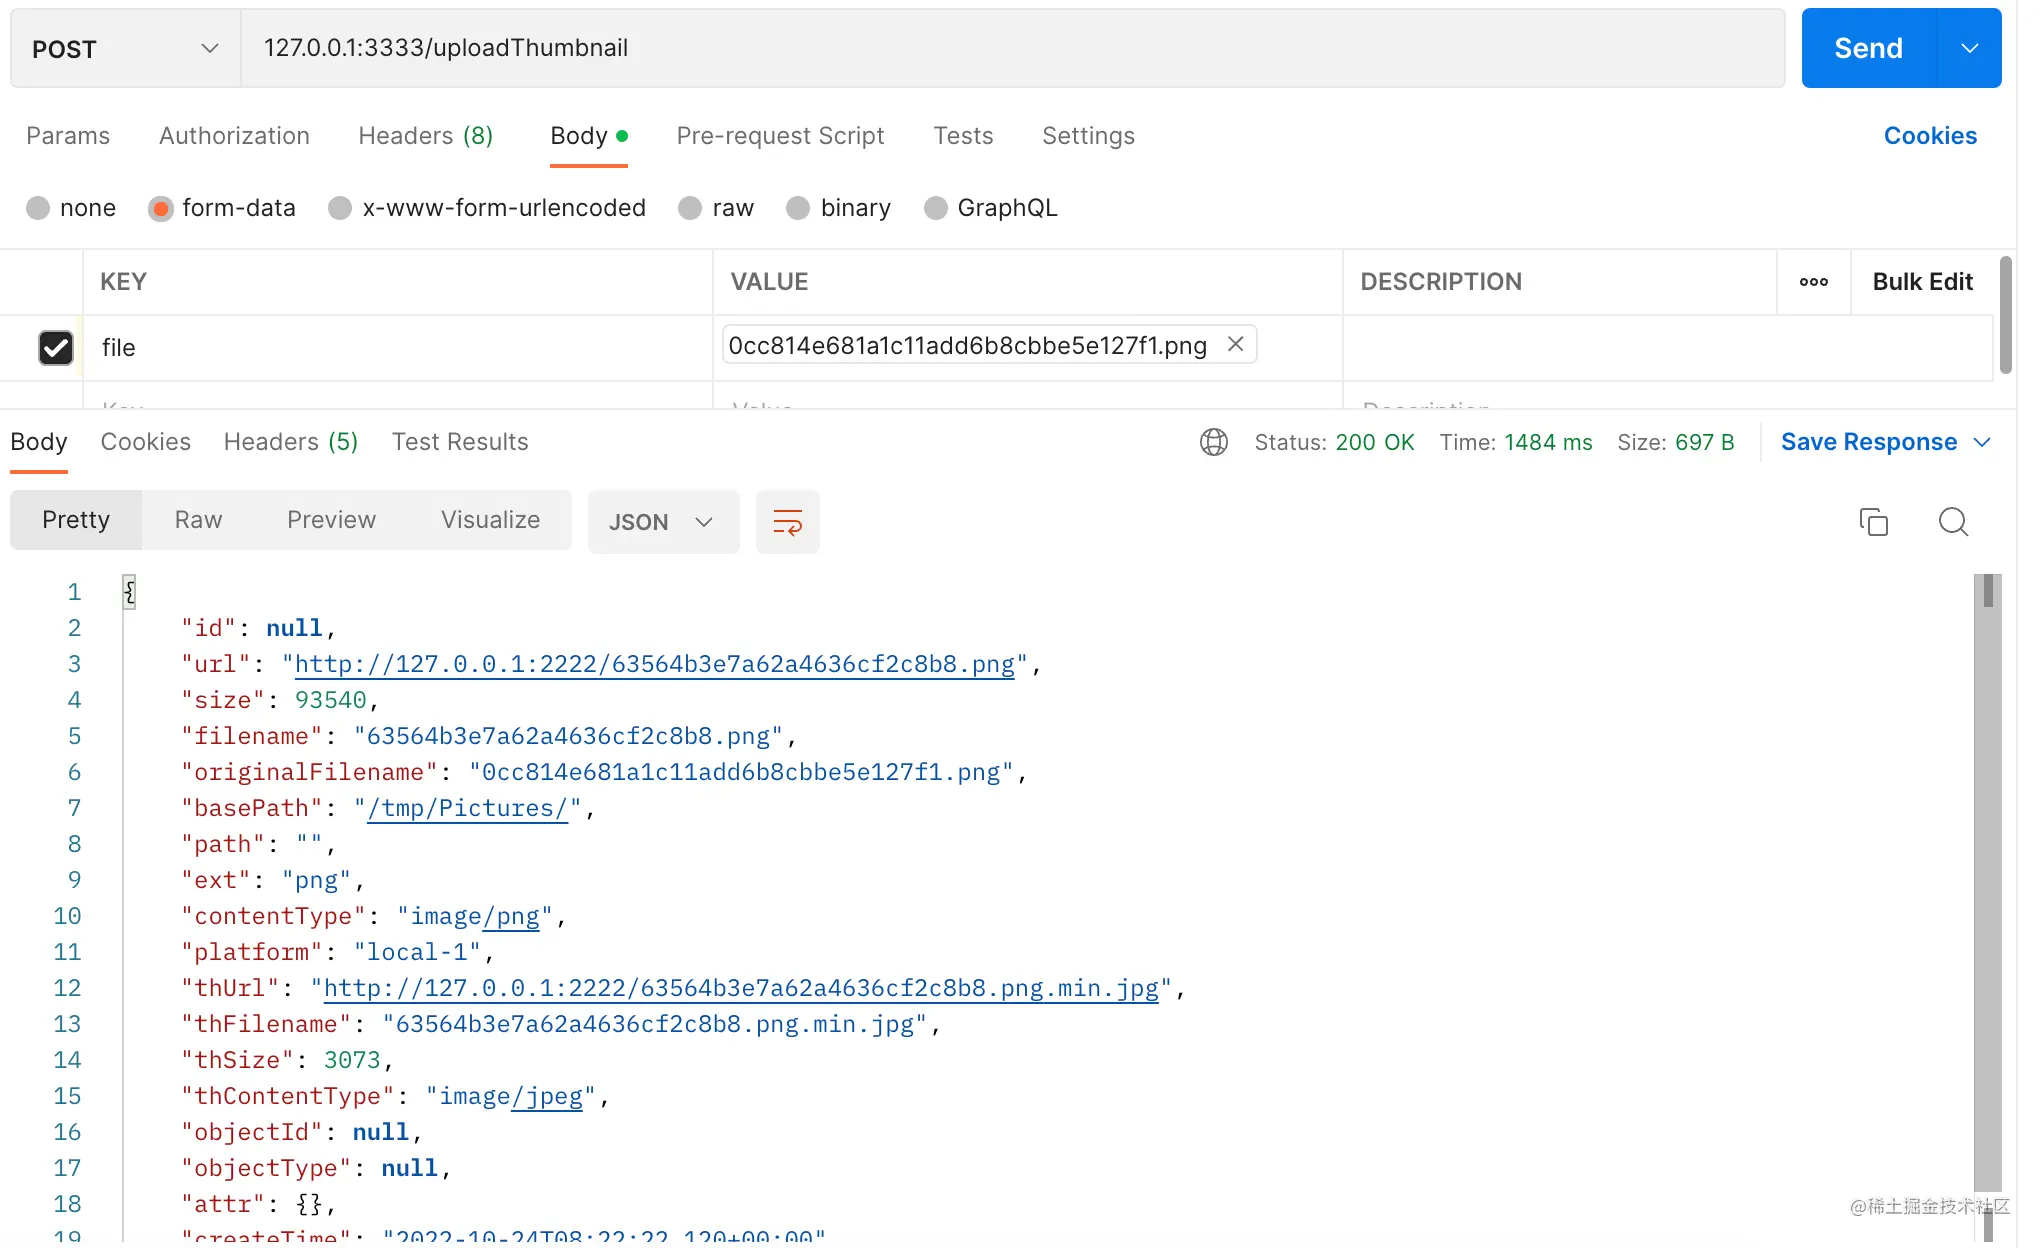 POST 127.0.0.1:3333/uploadThumbnail Send
Params Authorization Headers (8) Body Pre-request Script Tests Settings Cookies
none form-data x-www-form-urlencoded raw binary GraphQL
KEY VALUE DESCRIPTION ooo Bulk Edit
file 0cc814e681a1c11add6b8cbbe5e127f1.png
Key Value Description
Body Cookies Headers (5) Test Results Status: 200 OK Time: 1484 ms Size: 697 B Save Response
Pretty Raw Preview Visualize JSON
1 {
2 "id": null,
3 "url": "http://127.0.0.1:2222/63564b3e7a62a4636cf2c8b8.png",
4 "size": 93540,
5 "filename": "63564b3e7a62a4636cf2c8b8.png",
6 "originalFilename": "0cc814e681a1c11add6b8cbbe5e127f1.png",
7 "basePath": "/tmp/Pictures/",
8 "path": "",
9 "ext": "png",
10 "contentType": "image/png",
11 "platform": "local-1",
12 "thUrl": "http://127.0.0.1:2222/63564b3e7a62a4636cf2c8b8.png.min.jpg",
13 "thFilename": "63564b3e7a62a4636cf2c8b8.png.min.jpg",
14 "thSize": 3073,
15 "thContentType": "image/jpeg",
16 "objectId": null,
17 "objectType": null,
18 "attr": {},
19 "createTime": "2022-10-24T08:22:22.120+00:00"
@稀土掘金技术社区